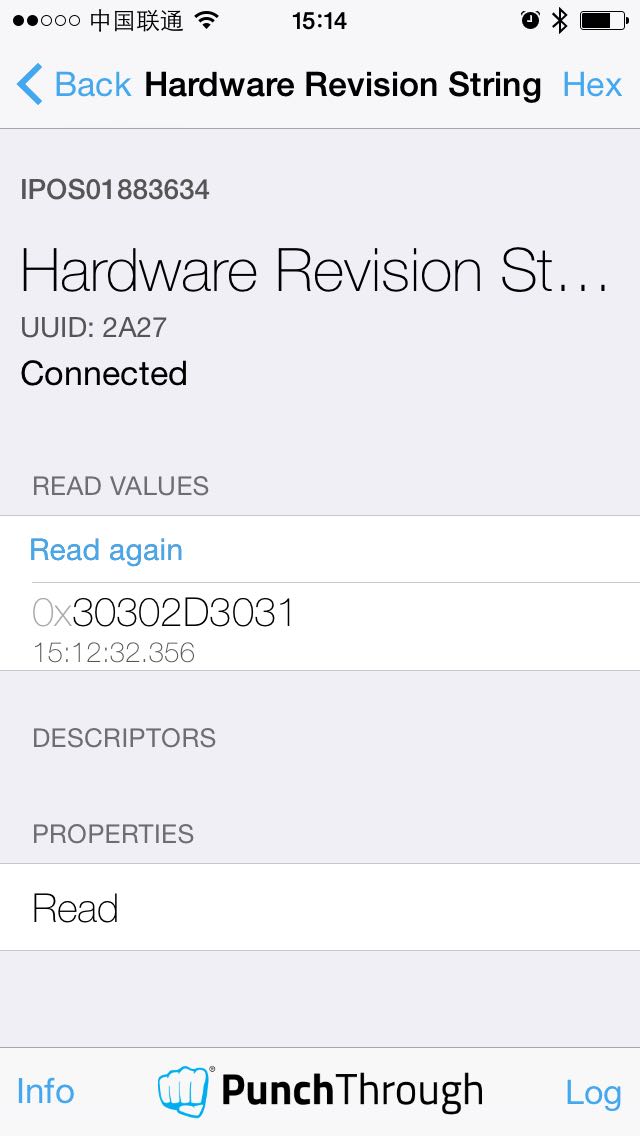 中国联通 15:14
Back Hardware Revision String Hex
IPOS01883634
Hardware Revision St...
UUID: 2A27
Connected
READ VALUES
Read again
0x30302D3031
15:12:32.356
DESCRIPTORS
PROPERTIES
Read
Info PunchThrough® Log